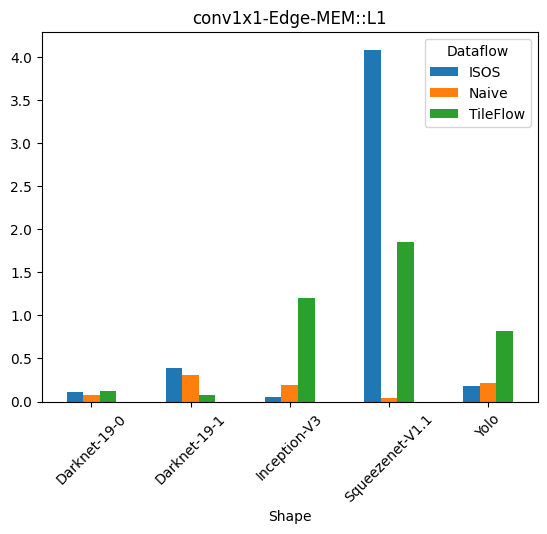 conv1x1-Edge-MEM::L1
Dataflow
ISOS
Naive
TileFlow
4.0
3.5
3.0
2.5
2.0
1.5
1.0
0.5
0.0
Darknet-19-0
Darknet-19-1
Inception-V3
Squeezenet-V1.1
Yolo
Shape